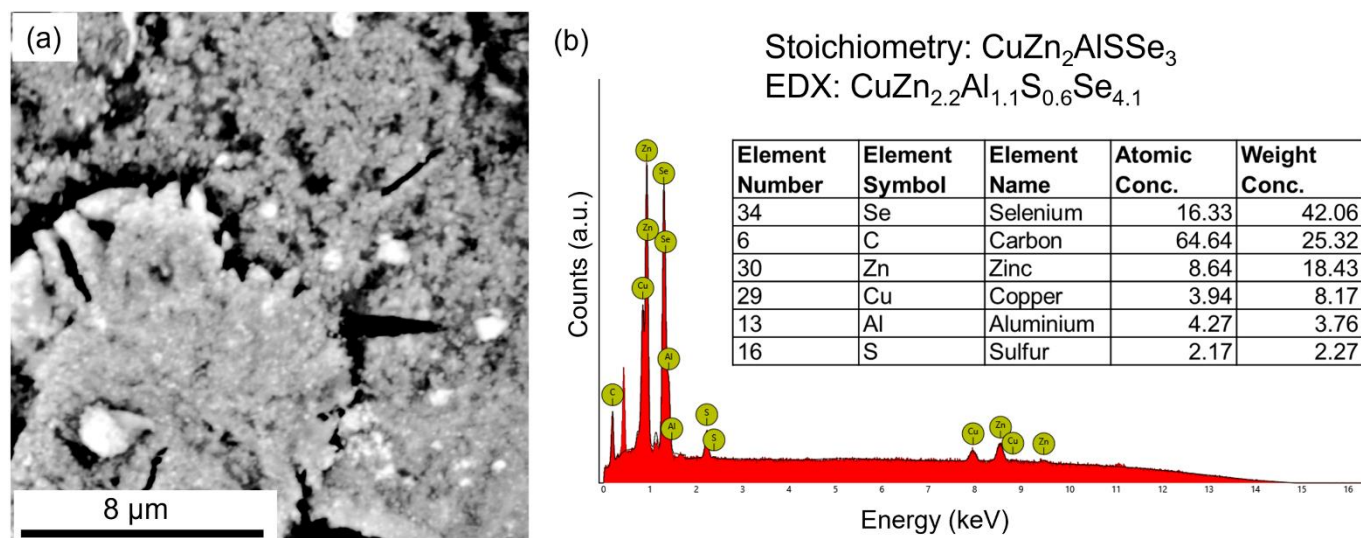 (a)
8 µm
(b)
Stoichiometry: CuZn₂AlSSe₃
EDX: CuZn₂.₂Al₁.₁S₀.₆Se₄.₁
Element Number Element Symbol Element Name Atomic Conc. Weight Conc.
34 Se Selenium 16.33 42.06
6 C Carbon 64.64 25.32
30 Zn Zinc 8.64 18.43
29 Cu Copper 3.94 8.17
13 Al Aluminium 4.27 3.76
16 S Sulfur 2.17 2.27
Counts (a.u.)
Zn
Se
Zn
Se
Cu
Al
C
Al
S
S
Cu
Zn
Cu
Zn
0 1 2 3 4 5 6 7 8 9 10 11 12 13 14 15 16
Energy (keV)